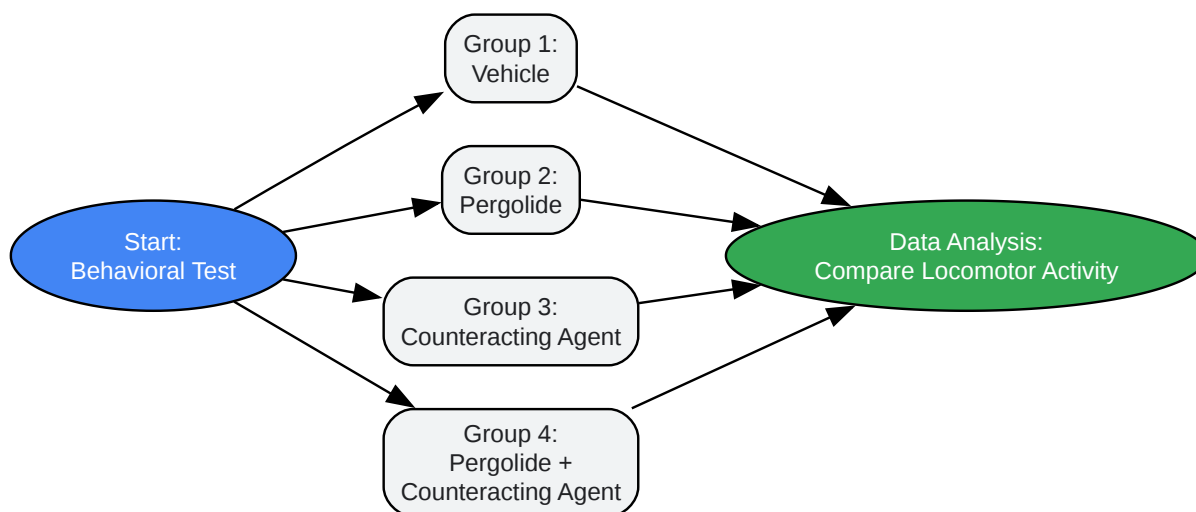 Start:
Behavioral Test
Group 1:
Vehicle
Group 2:
Pergolide
Group 3:
Counteracting Agent
Group 4:
Pergolide +
Counteracting Agent
Data Analysis:
Compare Locomotor Activity